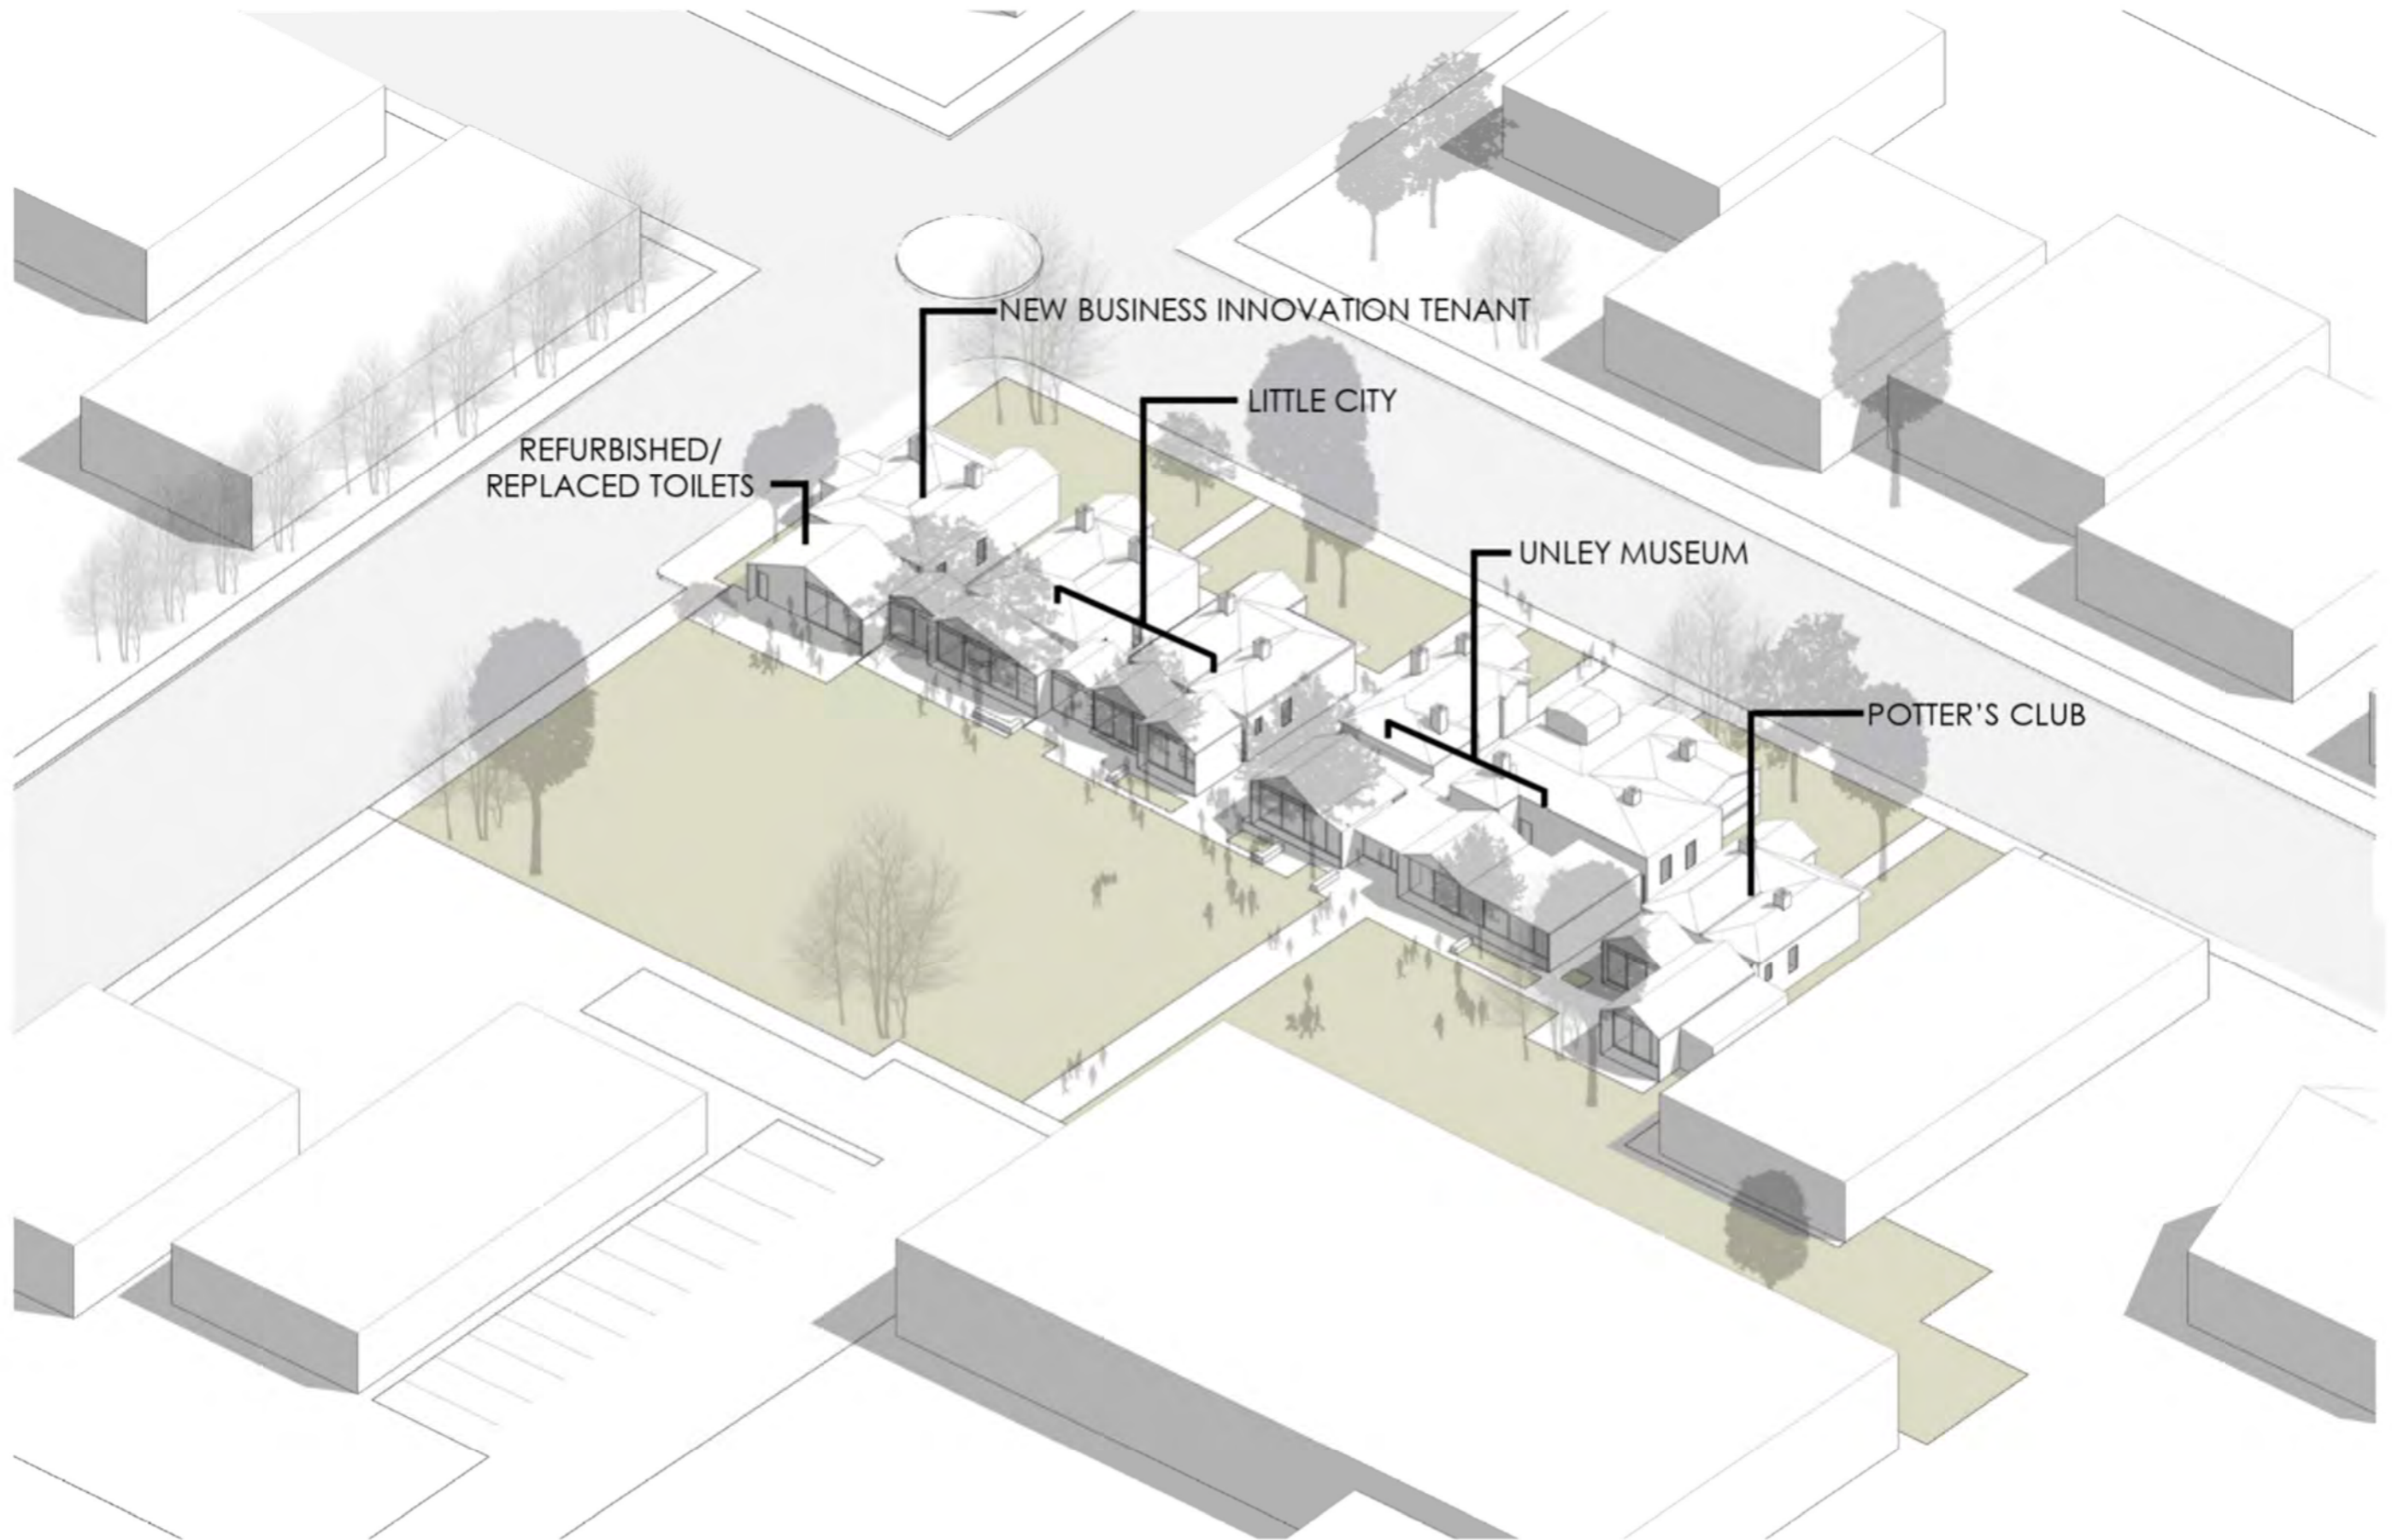 NEW BUSINESS INNOVATION TENANT
LITTLE CITY
REFURBISHED/
REPLACED TOILETS
UNLEY MUSEUM
POTTER'S CLUB